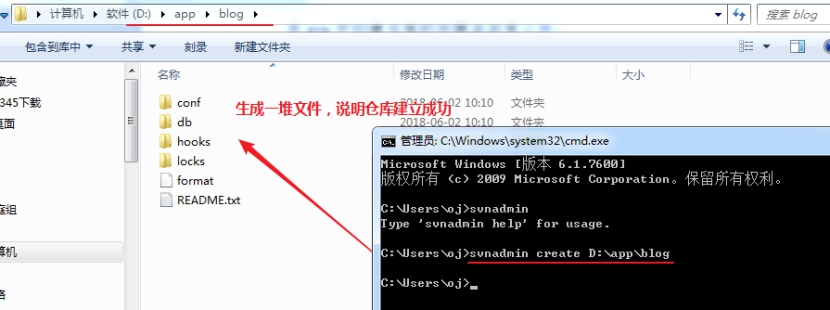 计算机 软件 (D:) app blog 搜索 blog
包含到库中 共享 刻录 新建文件夹
名称 修改日期 类型 大小
藏夹
345下载
桌面
conf 2018-06-02 10:10 文件夹
db 2018-06-02 10:10 文件夹
hooks
locks
format
README.txt
生成一堆文件，说明仓库建立成功
庭组
算机
络
管理员: C:\Windows\system32\cmd.exe
Microsoft Windows [版本 6.1.7600]
版权所有 (c) 2009 Microsoft Corporation。保留所有权利。
C:\Users\oj>svnadmin
Type 'svnadmin help' for usage.
C:\Users\oj>svnadmin create D:\app\blog
C:\Users\oj>_